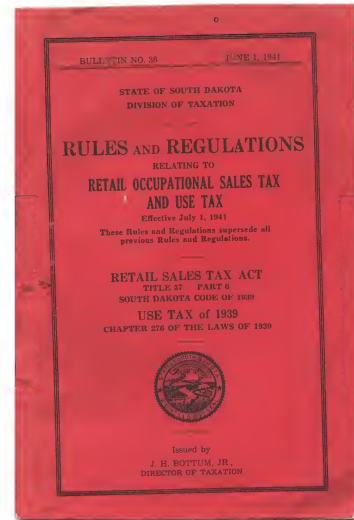 BULLETIN NO. 36 JUNE 1, 1941
STATE OF SOUTH DAKOTA
DIVISION OF TAXATION
RULES AND REGULATIONS
RELATING TO
RETAIL OCCUPATIONAL SALES TAX
AND USE TAX
Effective July 1, 1941
These Rules and Regulations supersede all
previous Rules and Regulations.
RETAIL SALES TAX ACT
TITLE 57 PART 6
SOUTH DAKOTA CODE OF 1939
USE TAX of 1939
CHAPTER 276 OF THE LAWS OF 1939
Issued by
J. H. BOTTUM, JR.,
DIRECTOR OF TAXATION